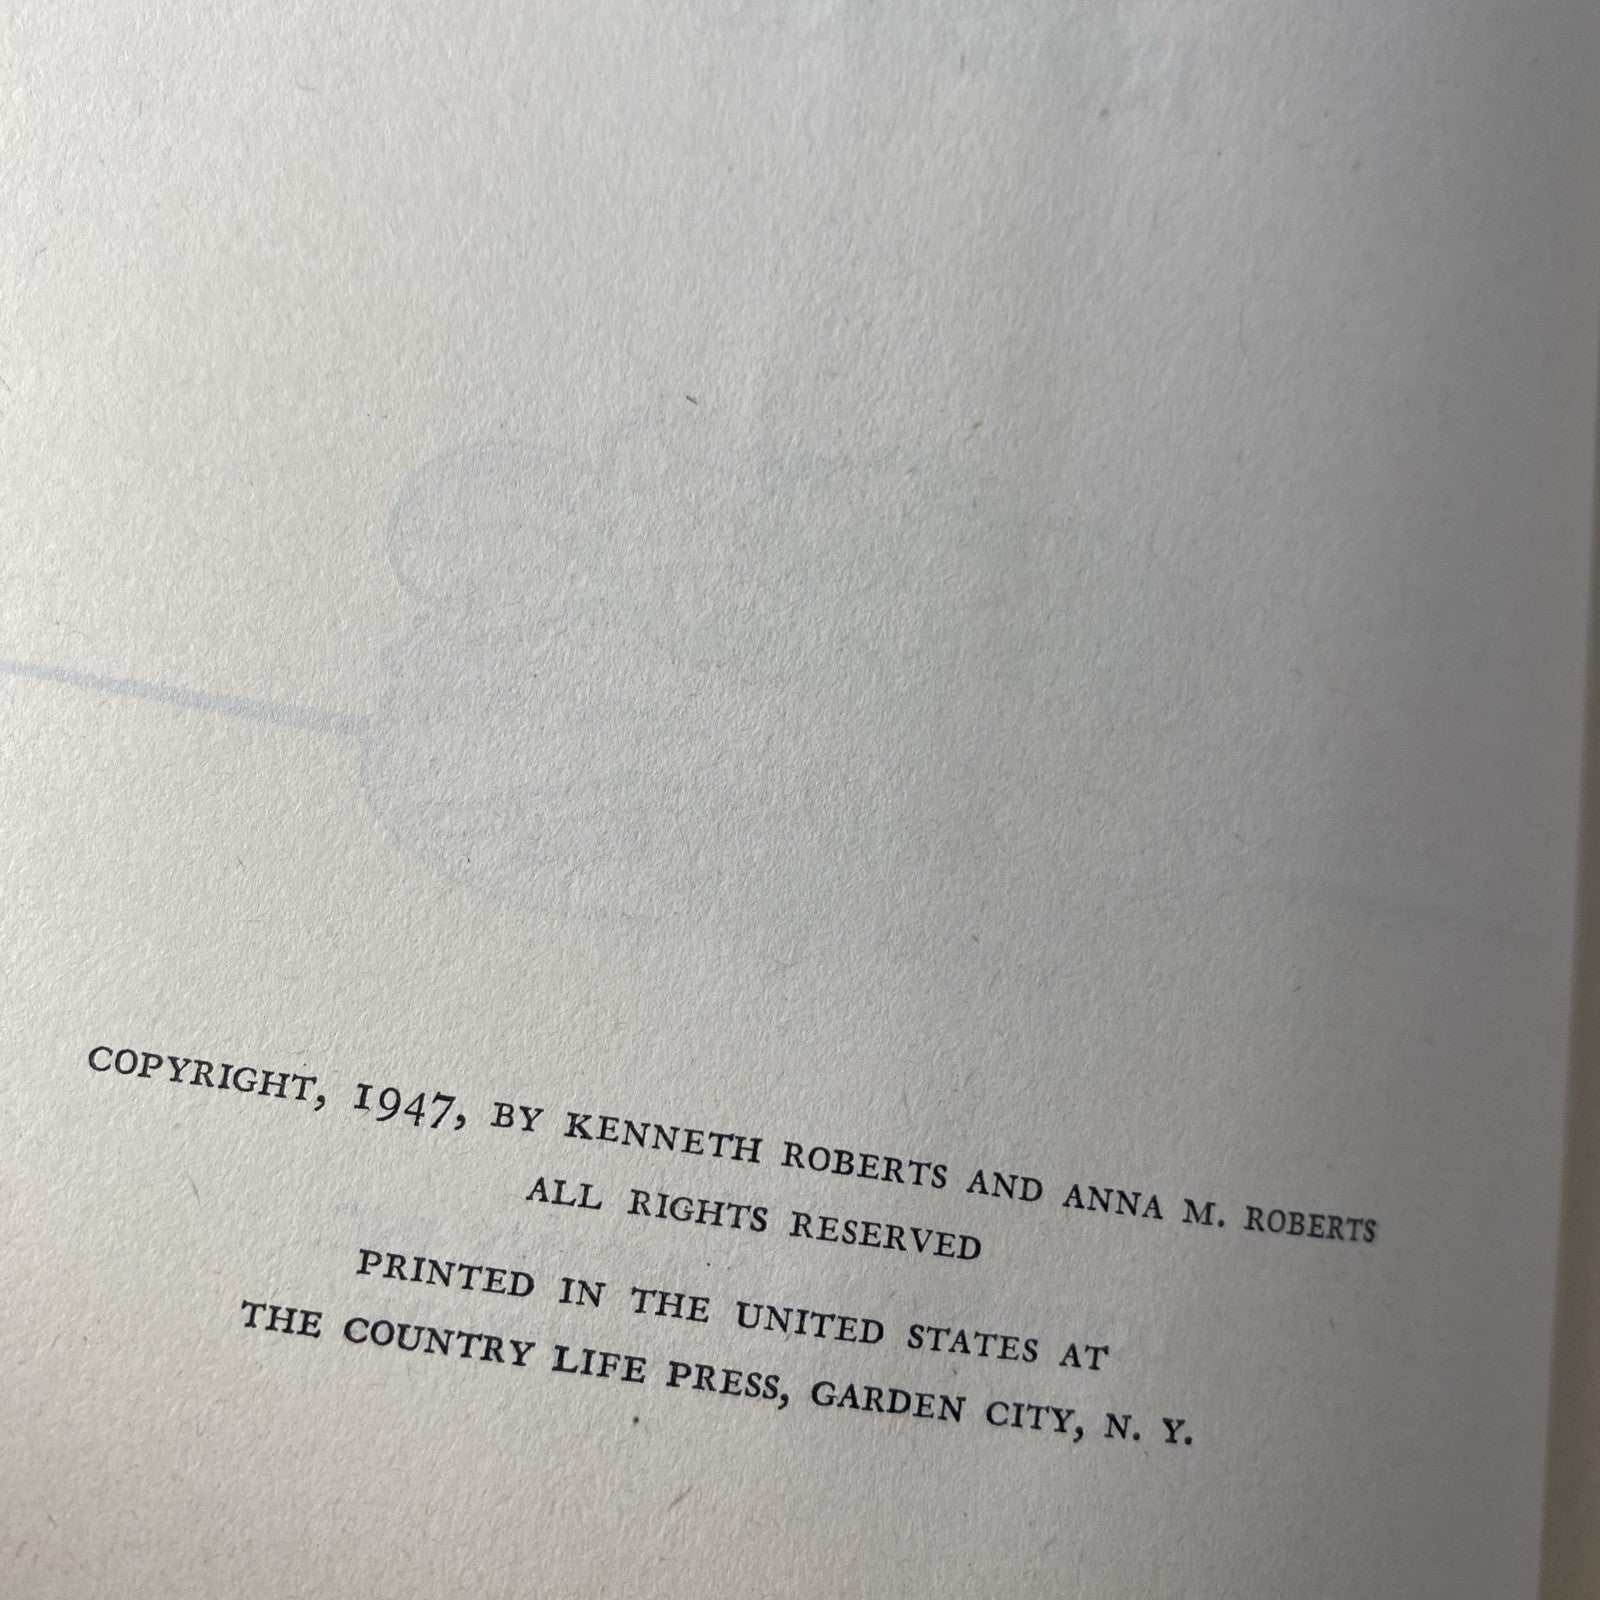 COPYRIGHT, 1947, BY KENNETH ROBERTS AND ANNA M. ROBERTS
ALL RIGHTS RESERVED
PRINTED IN THE UNITED STATES AT
THE COUNTRY LIFE PRESS, GARDEN CITY, N. Y.